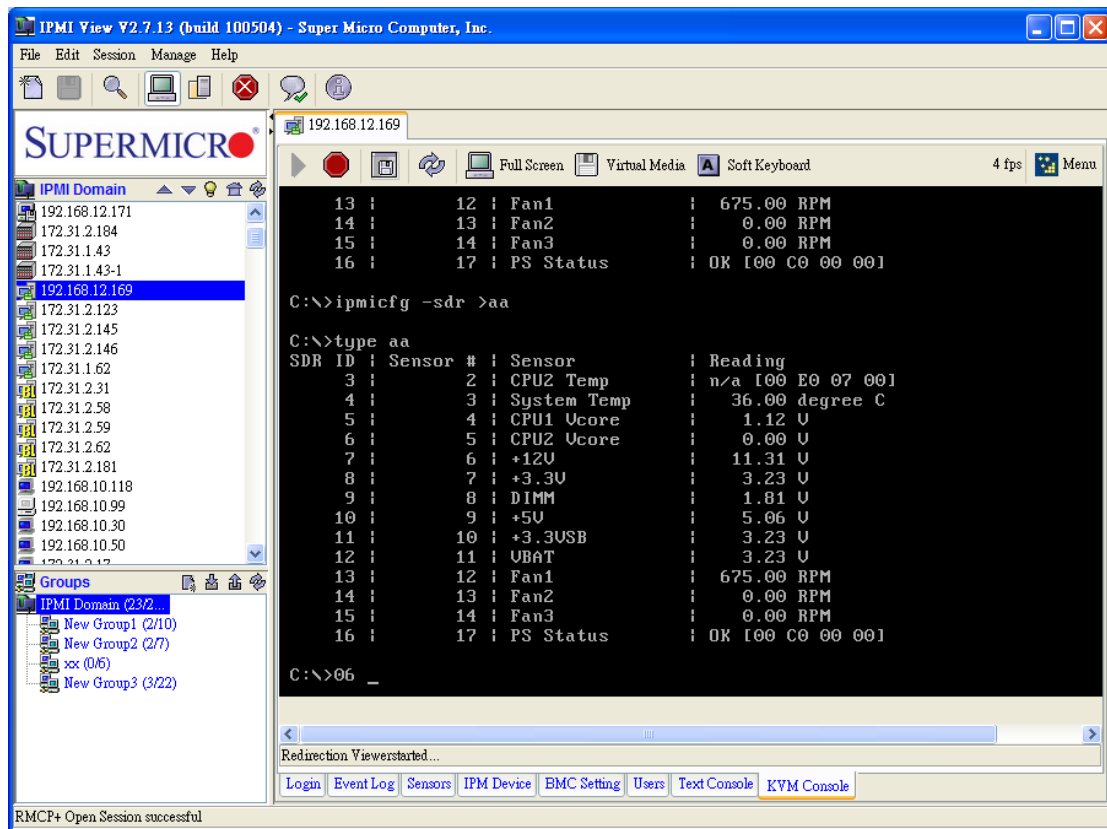 IPMI View V2.7.13 (build 100504) - Super Micro Computer, Inc.
File Edit Session Manage Help
SUPERMICRO
IPMI Domain
192.168.12.171
172.31.2.184
172.31.1.43
172.31.1.43-1
192.168.12.169
172.31.2.123
172.31.2.145
172.31.2.146
172.31.1.62
172.31.2.31
172.31.2.58
172.31.2.59
172.31.2.62
172.31.2.181
192.168.10.118
192.168.10.99
192.168.10.30
192.168.10.50
Groups
IPMI Domain (23/2...
New Group1 (2/10)
New Group2 (2/7)
xx (0/6)
New Group3 (3/22)
192.168.12.169
Full Screen Virtual Media A Soft Keyboard 4 fps Menu
13 | 12 | Fan1 | 675.00 RPM
14 | 13 | Fan2 | 0.00 RPM
15 | 14 | Fan3 | 0.00 RPM
16 | 17 | PS Status | OK [00 C0 00 00]
C:\>ipmicfg -sdr >aa
C:\>type aa
SDR ID | Sensor # | Sensor | Reading
3 | 2 | CPU2 Temp | n/a [00 E0 07 00]
4 | 3 | System Temp | 36.00 degree C
5 | 4 | CPU1 Vcore | 1.12 V
6 | 5 | CPU2 Vcore | 0.00 V
7 | 6 | +12V | 11.31 V
8 | 7 | +3.3V | 3.23 V
9 | 8 | DIMM | 1.81 V
10 | 9 | +5V | 5.06 V
11 | 10 | +3.3VSB | 3.23 V
12 | 11 | VBAT | 3.23 V
13 | 12 | Fan1 | 675.00 RPM
14 | 13 | Fan2 | 0.00 RPM
15 | 14 | Fan3 | 0.00 RPM
16 | 17 | PS Status | OK [00 C0 00 00]
C:\>06 _
Redirection Viewerstarted...
Login Event Log Sensors IPM Device BMC Setting Users Text Console KVM Console
RMCP+ Open Session successful